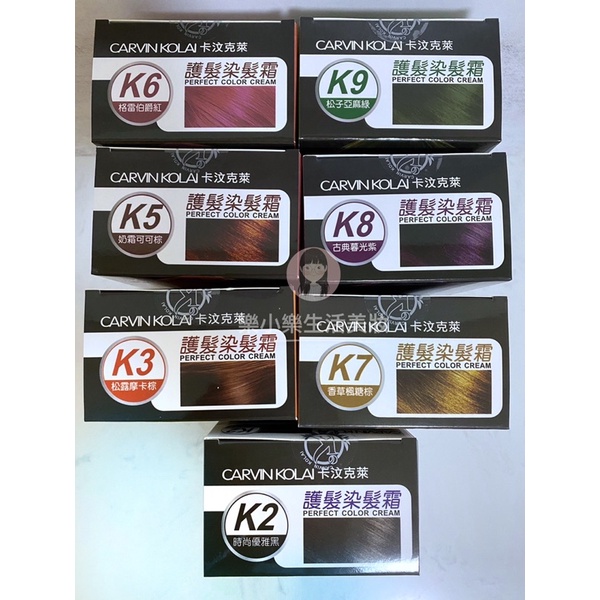 CARVIN KOLAI 卡汶克萊
K6
格雷伯爵紅
護髮染髮霜
PERFECT COLOR CREAM
CARVIN KOLAI 卡汶克萊
K9
松子亞麻綠
護髮染髮霜
PERFECT COLOR CREAM
CARVIN KOLAI 卡汶克萊
K5
奶霜可可棕
護髮染髮霜
PERFECT COLOR CREAM
CARVIN KOLAI 卡汶克萊
K8
古典暮光紫
護髮染髮霜
PERFECT COLOR CREAM
樂小樂生活美妝
CARVIN KOLAI 卡汶克萊
K3
松露摩卡棕
護髮染髮霜
PERFECT COLOR CREAM
CARVIN KOLAI 卡汶克萊
K7
香草楓糖棕
護髮染髮霜
PERFECT COLOR CREAM
CARVIN KOLAI 卡汶克萊
K2
時尚優雅黑
護髮染髮霜
PERFECT COLOR CREAM